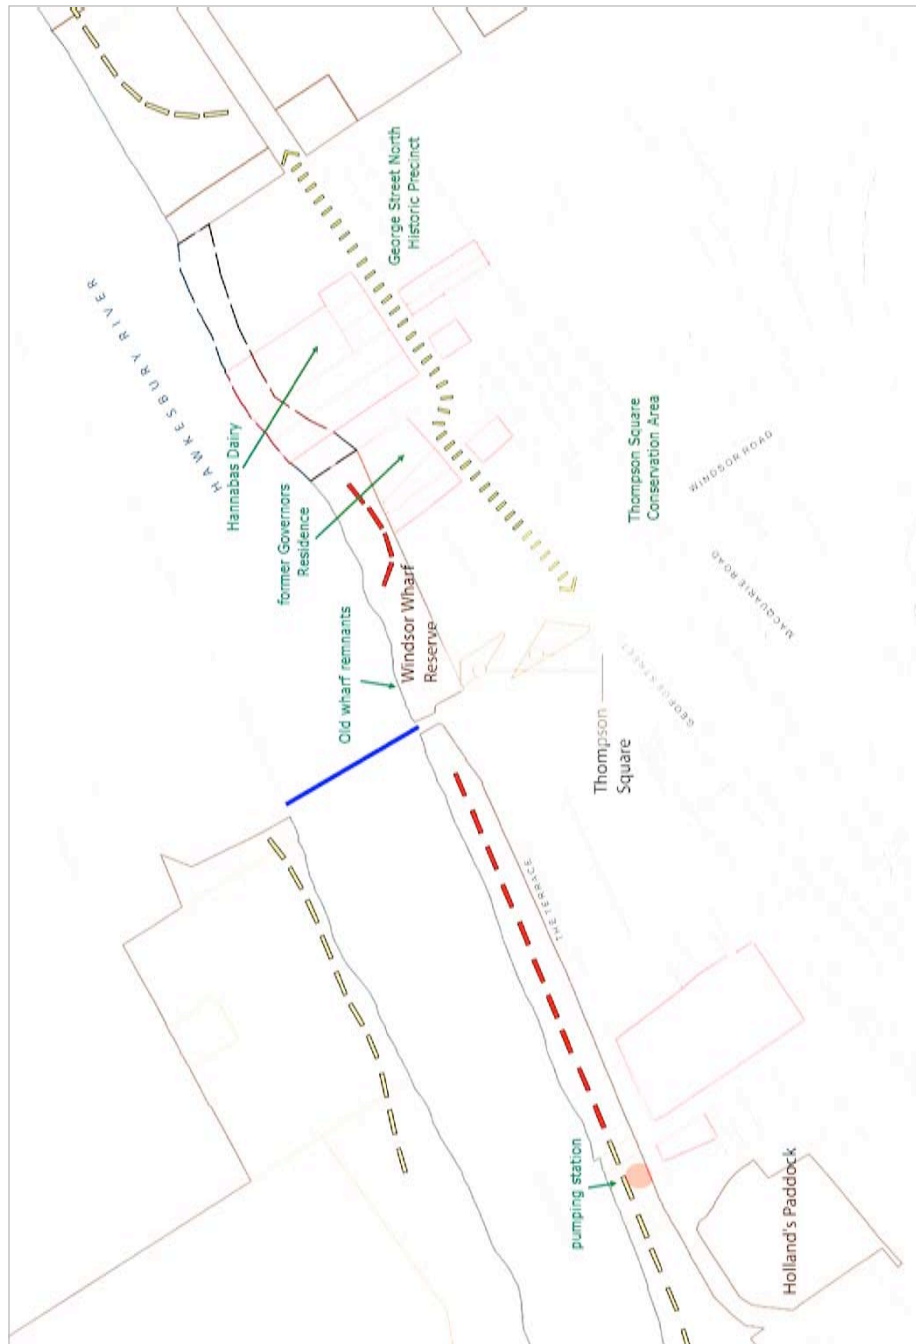 George Street North
Historic Precinct
HAWKESBURY RIVER
Hannabas Dairy
former Governors
Residence
Thompson Square
Conservation Area
WINDSOR ROAD
MACQUARIE ROAD
GEORGE STREET
Old wharf remnants
Windsor Wharf
Reserve
Thompson
Square
THE TERRACE
pumping station
Holland's Paddock